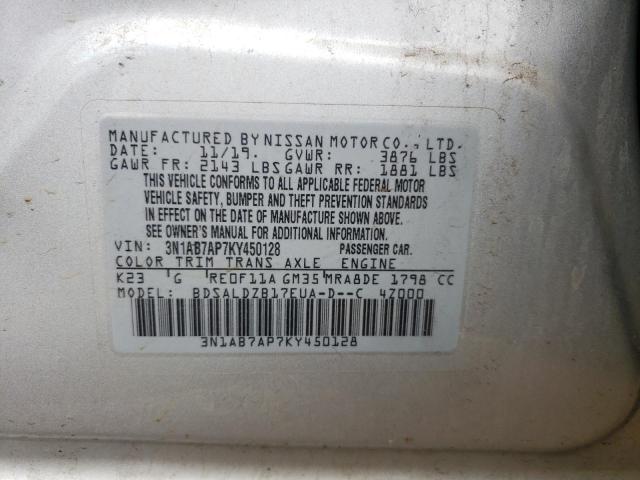 MANUFACTURED BY NISSAN MOTOR CO., LTD.
DATE: 11/19. GVWR: 3876 LBS
GAWR FR: 2143 LBS GAWR RR: 1881 LBS
THIS VEHICLE CONFORMS TO ALL APPLICABLE FEDERAL MOTOR
VEHICLE SAFETY, BUMPER AND THEFT PREVENTION STANDARDS
IN EFFECT ON THE DATE OF MANUFACTURE SHOWN ABOVE.
SEE OWNER'S MANUAL FOR ADDITIONAL INFORMATION.
VIN: 3N1AB7AP7KY450128 PASSENGER CAR.
COLOR TRIM TRANS AXLE ENGINE
K23 G RE0F11A GM35 MRA8DE 1798 CC
MODEL: BDSALDZB17EUA-D--C 4Z000
3N1AB7AP7KY450128